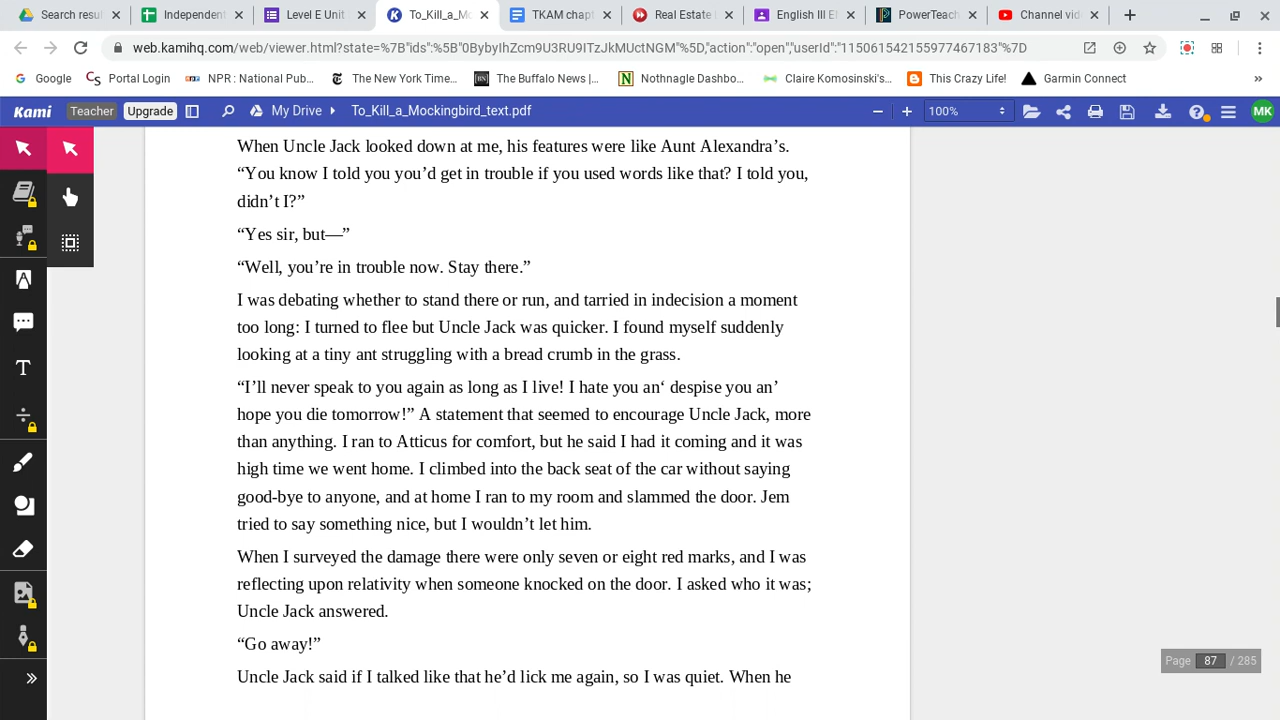 Search resul
Independent
Level E Unit
To_Kill_a_Mo
TKAM chapt
Real Estate
English III E
PowerTeach
Channel vid
web.kamihq.com/web/viewer.html?state=%7B"ids":%5B"0BybyIhZcm9U3RU9ITzJkMUctNGM"%5D,"action":"open","userId":"115061542155977467183"%7D
Google
Portal Login
NPR : National Pub…
The New York Time…
The Buffalo News |…
Nothnagle Dashbo…
Claire Komosinski's…
This Crazy Life!
Garmin Connect
»
Kami Teacher Upgrade My Drive To_Kill_a_Mockingbird_text.pdf 100% MK
When Uncle Jack looked down at me, his features were like Aunt Alexandra’s.
“You know I told you you’d get in trouble if you used words like that? I told you,
didn’t I?”
“Yes sir, but—”
“Well, you’re in trouble now. Stay there.”
I was debating whether to stand there or run, and tarried in indecision a moment
too long: I turned to flee but Uncle Jack was quicker. I found myself suddenly
looking at a tiny ant struggling with a bread crumb in the grass.
“I’ll never speak to you again as long as I live! I hate you an‘ despise you an’
hope you die tomorrow!” A statement that seemed to encourage Uncle Jack, more
than anything. I ran to Atticus for comfort, but he said I had it coming and it was
high time we went home. I climbed into the back seat of the car without saying
good-bye to anyone, and at home I ran to my room and slammed the door. Jem
tried to say something nice, but I wouldn’t let him.
When I surveyed the damage there were only seven or eight red marks, and I was
reflecting upon relativity when someone knocked on the door. I asked who it was;
Uncle Jack answered.
“Go away!”
Uncle Jack said if I talked like that he’d lick me again, so I was quiet. When he
Page 87 / 285